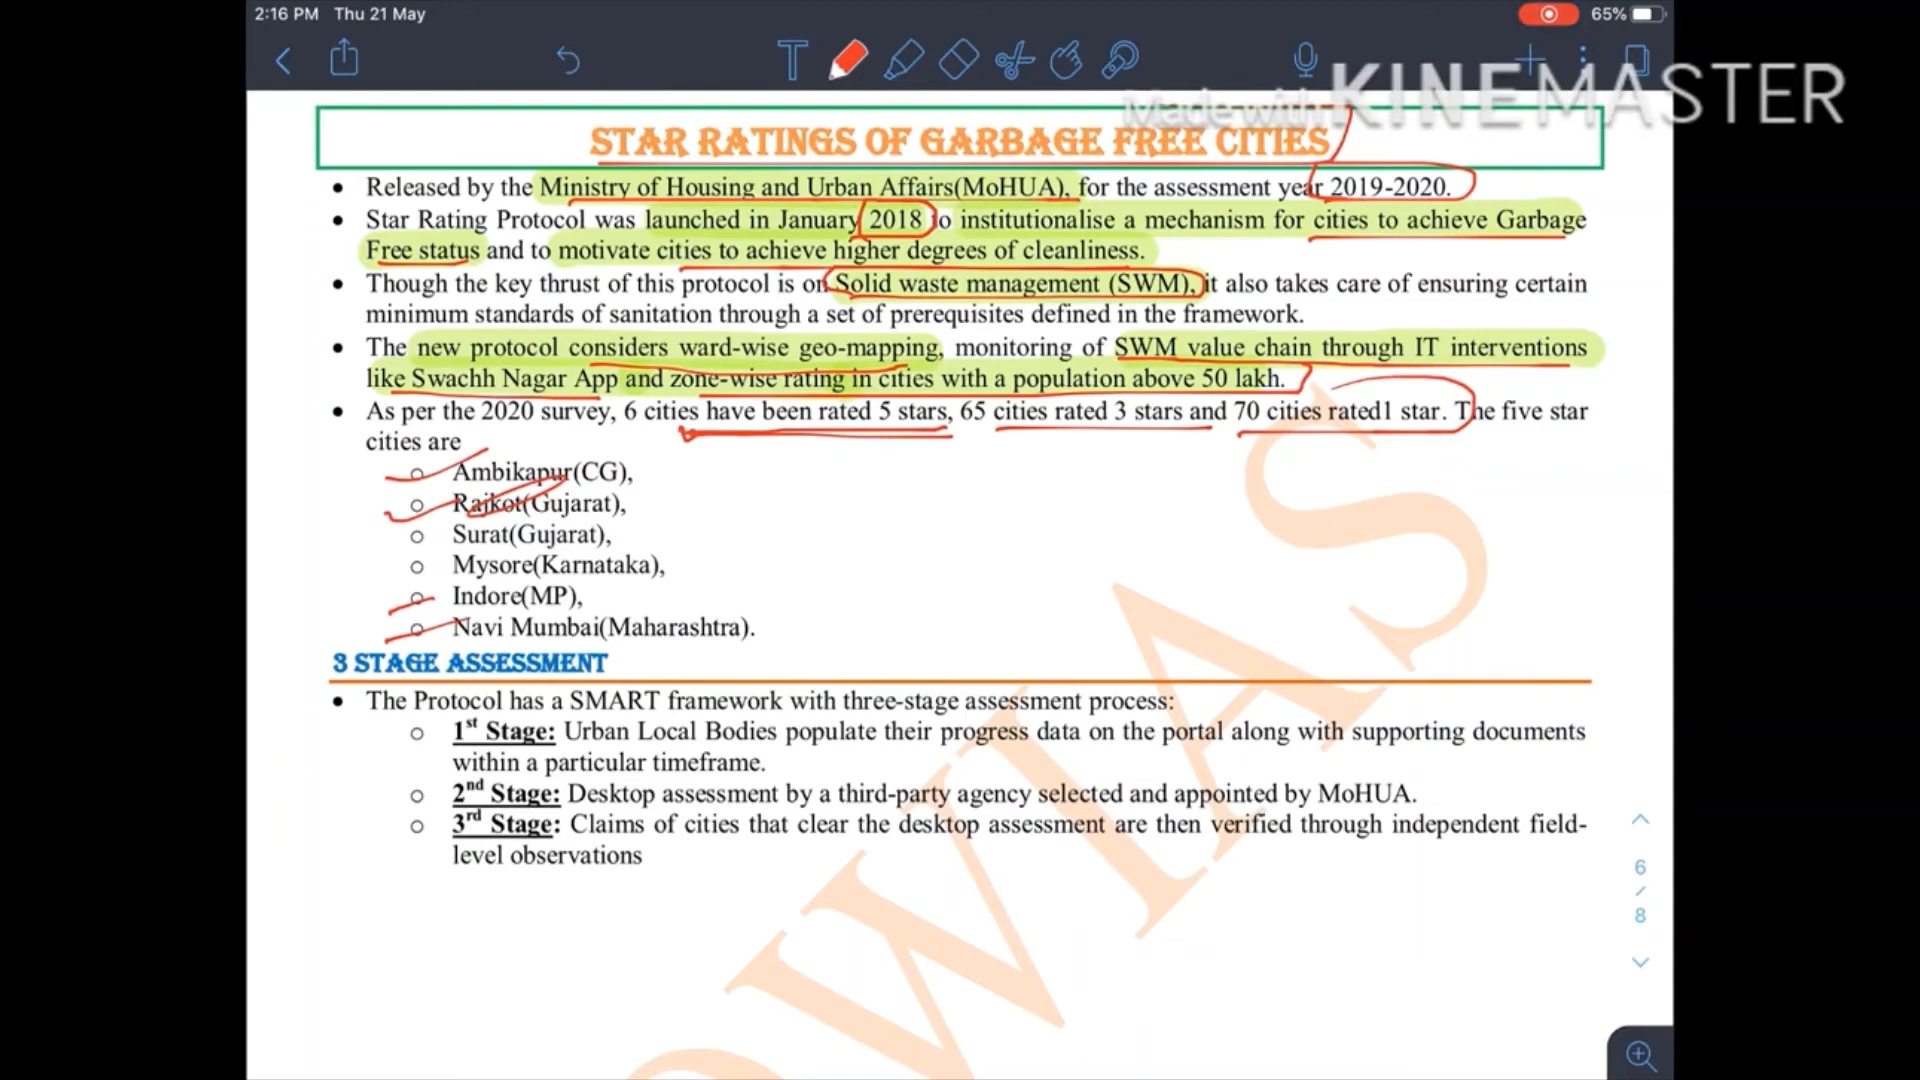 2:16 PM Thu 21 May
65%
T
Made with KINEMASTER
STAR RATINGS OF GARBAGE FREE CITIES
• Released by the Ministry of Housing and Urban Affairs(MoHUA), for the assessment year 2019-2020.
• Star Rating Protocol was launched in January 2018 to institutionalise a mechanism for cities to achieve Garbage
Free status and to motivate cities to achieve higher degrees of cleanliness.
• Though the key thrust of this protocol is on Solid waste management (SWM), it also takes care of ensuring certain
minimum standards of sanitation through a set of prerequisites defined in the framework.
• The new protocol considers ward-wise geo-mapping, monitoring of SWM value chain through IT interventions
like Swachh Nagar App and zone-wise rating in cities with a population above 50 lakh.
• As per the 2020 survey, 6 cities have been rated 5 stars, 65 cities rated 3 stars and 70 cities rated1 star. The five star
cities are
o Ambikapur(CG),
o Rajkot(Gujarat),
o Surat(Gujarat),
o Mysore(Karnataka),
o Indore(MP),
o Navi Mumbai(Maharashtra).
3 STAGE ASSESSMENT
• The Protocol has a SMART framework with three-stage assessment process:
o 1st Stage: Urban Local Bodies populate their progress data on the portal along with supporting documents
within a particular timeframe.
o 2nd Stage: Desktop assessment by a third-party agency selected and appointed by MoHUA.
o 3rd Stage: Claims of cities that clear the desktop assessment are then verified through independent field-
level observations
6
/
8
OWIAS